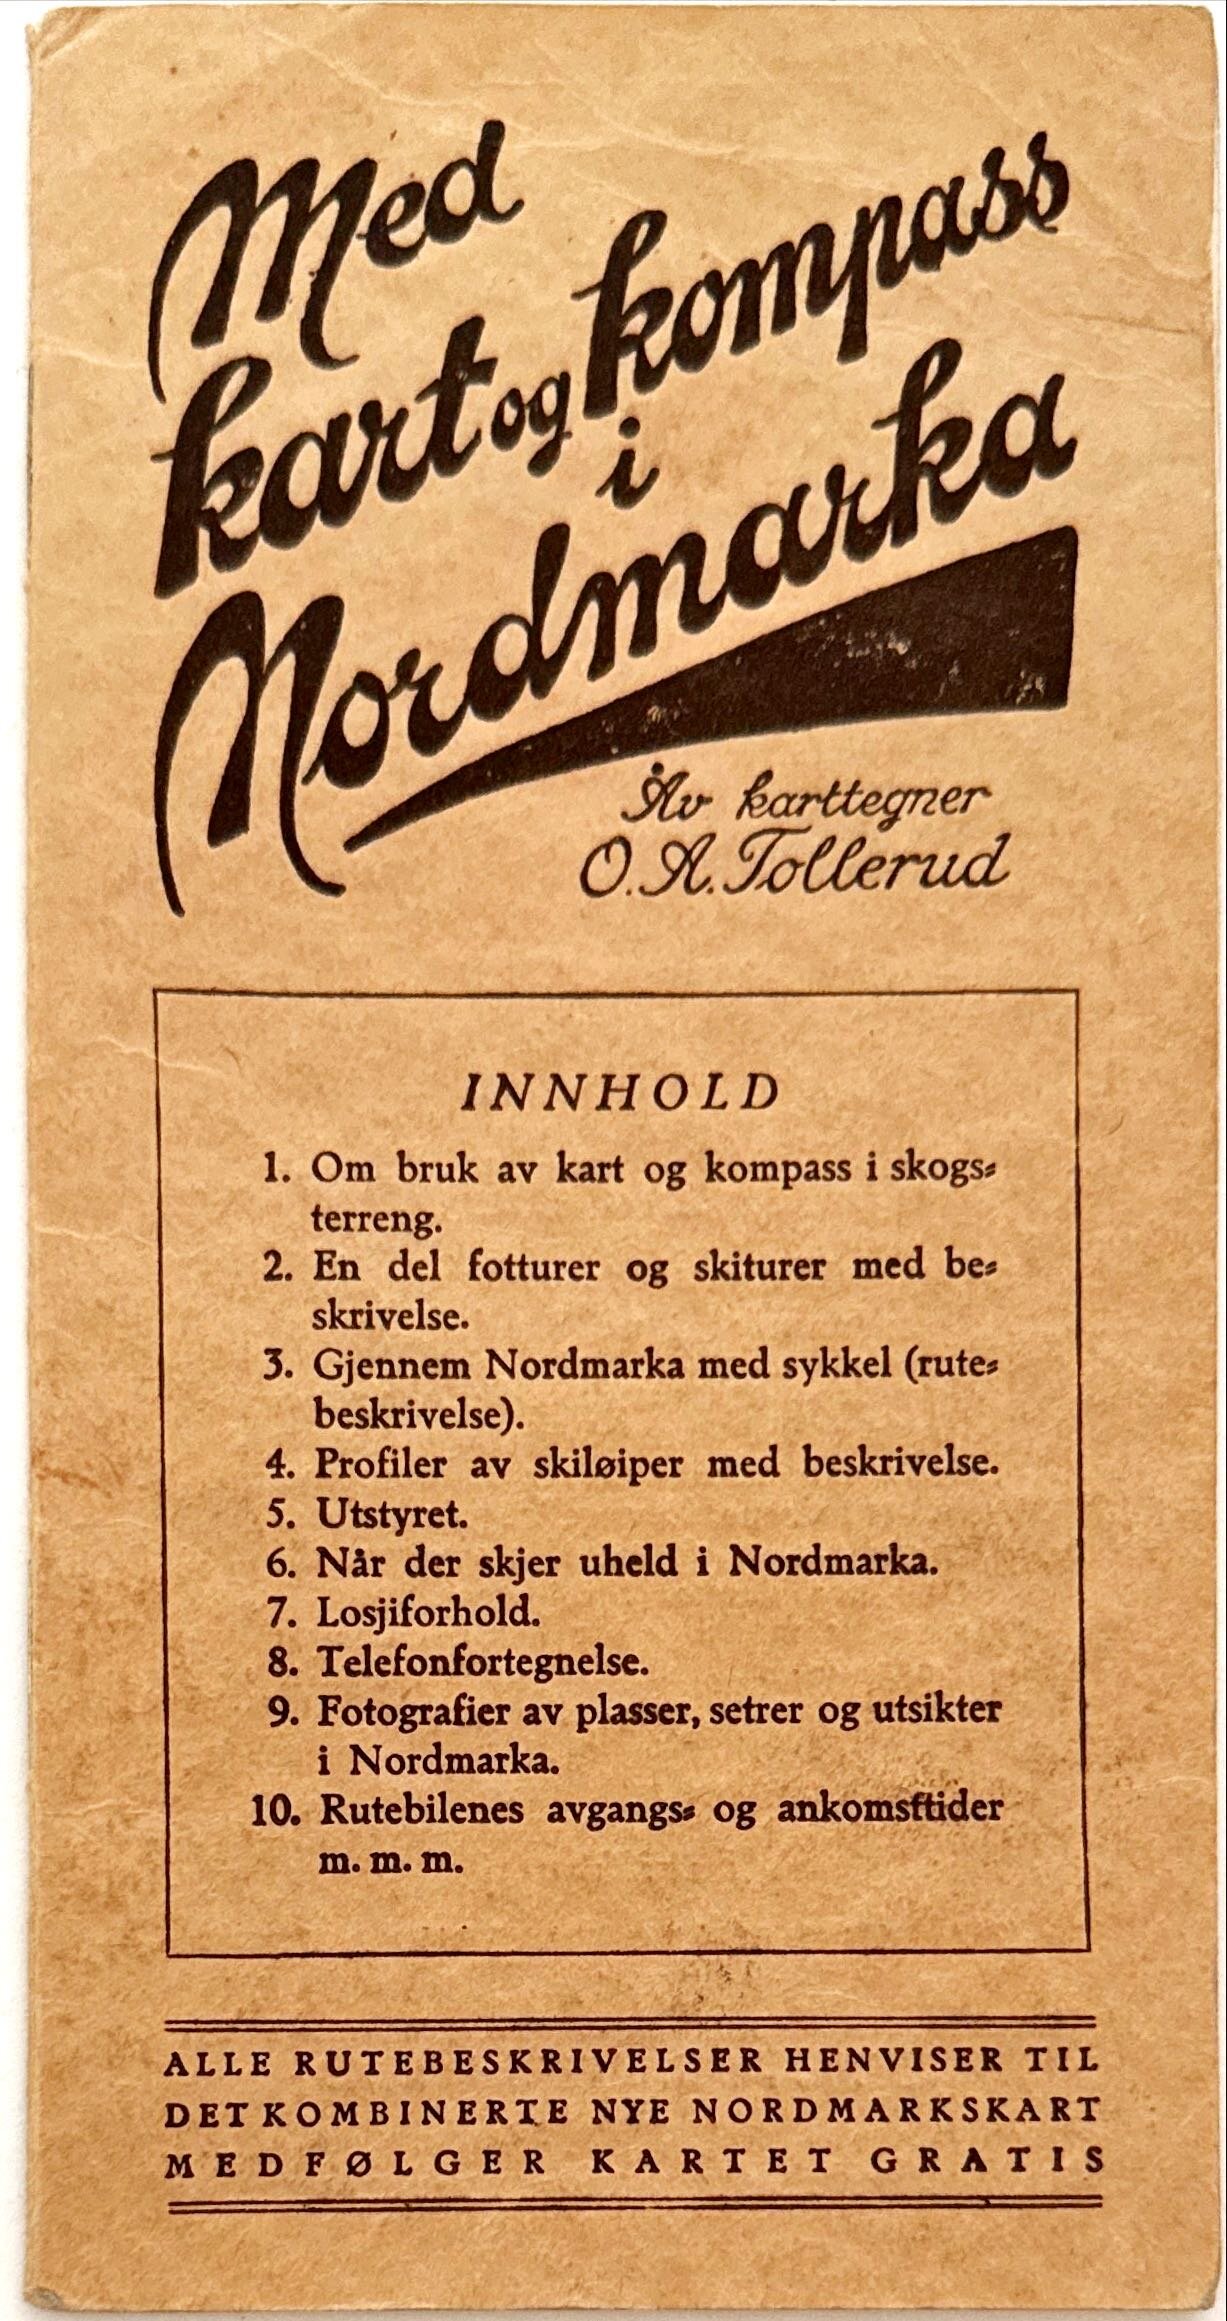 Med
kart og kompass
i
Nordmarka
Av karttegner
O. A. Tollerud
INNHOLD
1. Om bruk av kart og kompass i skogs-
terreng.
2. En del fotturer og skiturer med be-
skrivelse.
3. Gjennem Nordmarka med sykkel (rute-
beskrivelse).
4. Profiler av skiløiper med beskrivelse.
5. Utstyret.
6. Når der skjer uheld i Nordmarka.
7. Losjiforhold.
8. Telefonfortegnelse.
9. Fotografier av plasser, setrer og utsikter
i Nordmarka.
10. Rutebilenes avgangs- og ankomsttider
m. m. m.
ALLE RUTEBESKRIVELSER HENVISER TIL
DET KOMBINERTE NYE NORDMARKSKART
MEDFØLGER KARTET GRATIS